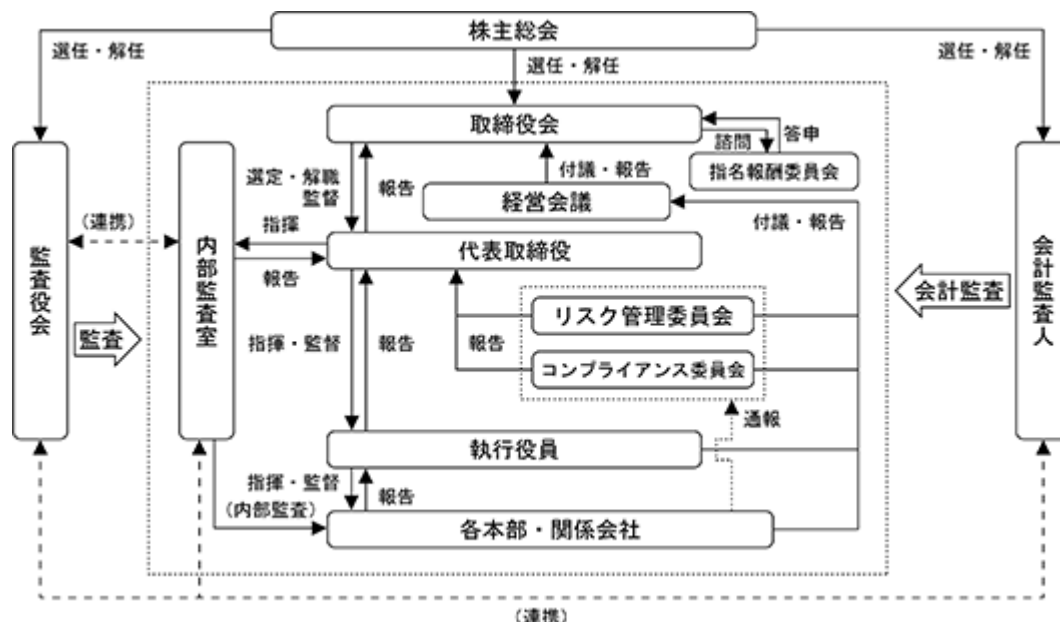 株主総会
選任・解任
選任・解任
選任・解任
取締役会
諮問
答申
指名報酬委員会
選定・解職
監督
報告
付議・報告
経営会議
付議・報告
(連携)
指揮
代表取締役
報告
監査役会
監査
内部監査室
会計監査
会計監査人
リスク管理委員会
指揮・監督
報告
報告
コンプライアンス委員会
通報
執行役員
指揮・監督
報告
(内部監査)
各本部・関係会社
(連携)